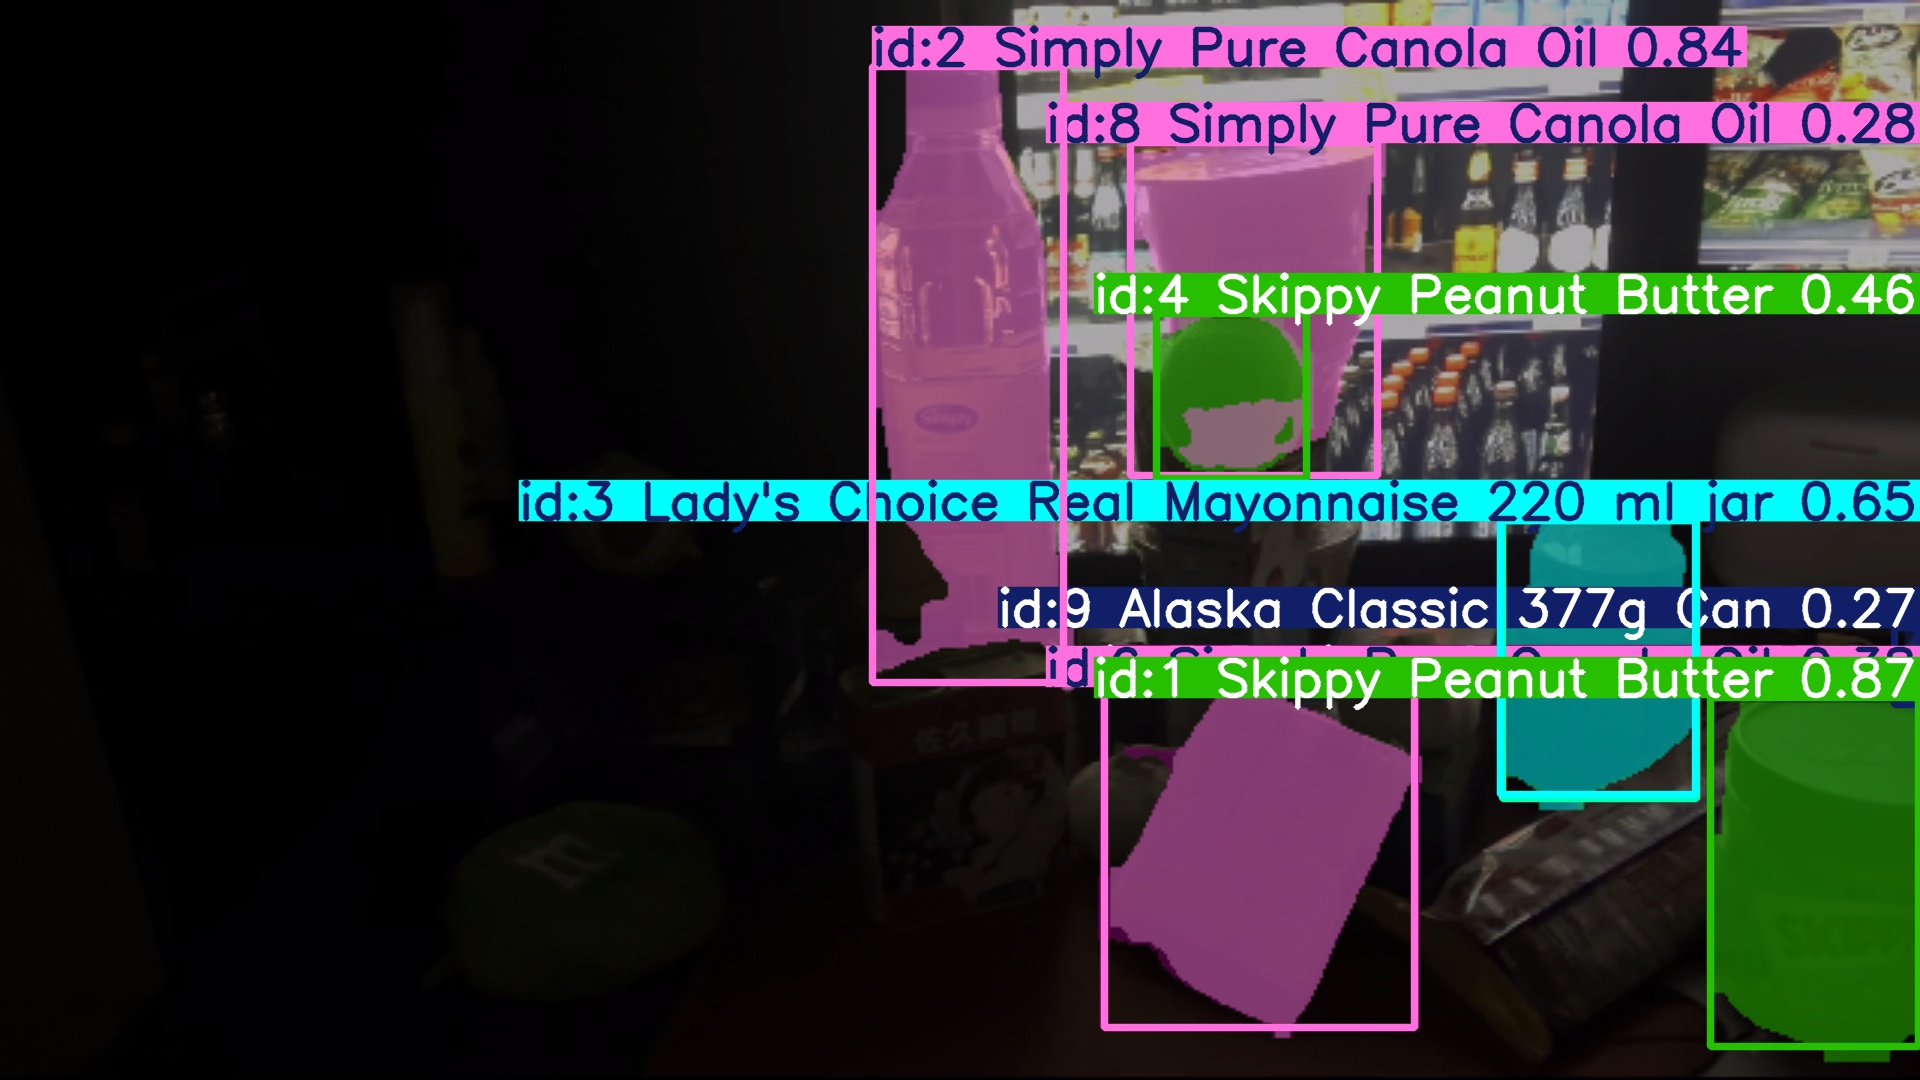 id:2 Simply Pure Canola Oil 0.84
id:8 Simply Pure Canola Oil 0.28
id:4 Skippy Peanut Butter 0.46
Simply
id:3 Lady's Choice Real Mayonnaise 220 ml jar 0.65
id:9 Alaska Classic 377g Can 0.27
id:1 Skippy Peanut Butter 0.87
m
SKIPP